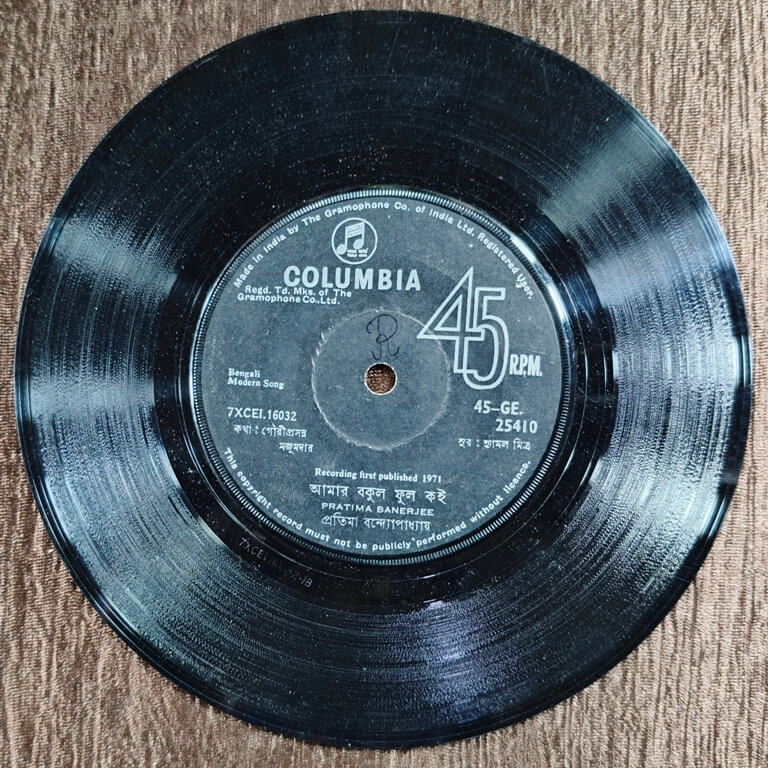 Made in India by The Gramophone Co. of India Ltd. Registered User.
COLUMBIA
Regd. Td. Mks. of The
Gramophone Co., Ltd.
45 R.P.M.
R
Bengali
Modern Song
7XCEI.16032
45–GE.
25410
কথা : গৌরীপ্রসন্ন
মজুমদার
সুর : শ্যামল মিত্র
Recording first published 1971
আমার বকুল ফুল কই
PRATIMA BANERJEE
প্রতিমা বন্দ্যোপাধ্যায়
This copyright record must not be publicly performed without licence.